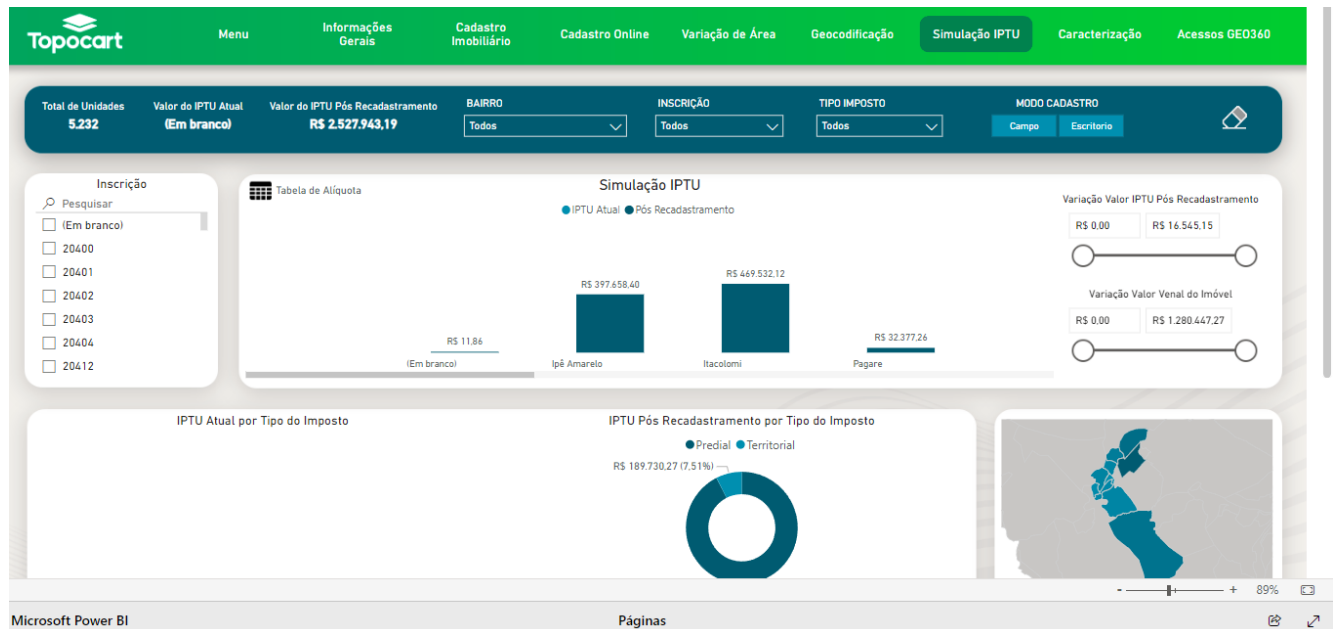 Topocart
Menu
Informações
Gerais
Cadastro
Imobiliário
Cadastro Online
Variação de Área
Geocodificação
Simulação IPTU
Caracterização
Acessos GEO360
Total de Unidades
5.232
Valor do IPTU Atual
(Em branco)
Valor do IPTU Pós Recadastramento
R$ 2.527.943,19
BAIRRO
Todos
INSCRIÇÃO
Todos
TIPO IMPOSTO
Todos
MODO CADASTRO
Campo
Escritorio
Inscrição
Pesquisar
(Em branco)
20400
20401
20402
20403
20404
20412
Tabela de Alíquota
Simulação IPTU
IPTU Atual Pós Recadastramento
R$ 11,86
R$ 397.658,40
R$ 469.532,12
R$ 32.377,26
(Em branco)
Ipê Amarelo
Itacolomi
Pagare
Variação Valor IPTU Pós Recadastramento
R$ 0,00
R$ 16.545,15
Variação Valor Venal do Imóvel
R$ 0,00
R$ 1.280.447,27
IPTU Atual por Tipo do Imposto
IPTU Pós Recadastramento por Tipo do Imposto
Predial Territorial
R$ 189.730,27 (7,51%)
- + 89%
Microsoft Power BI
Páginas